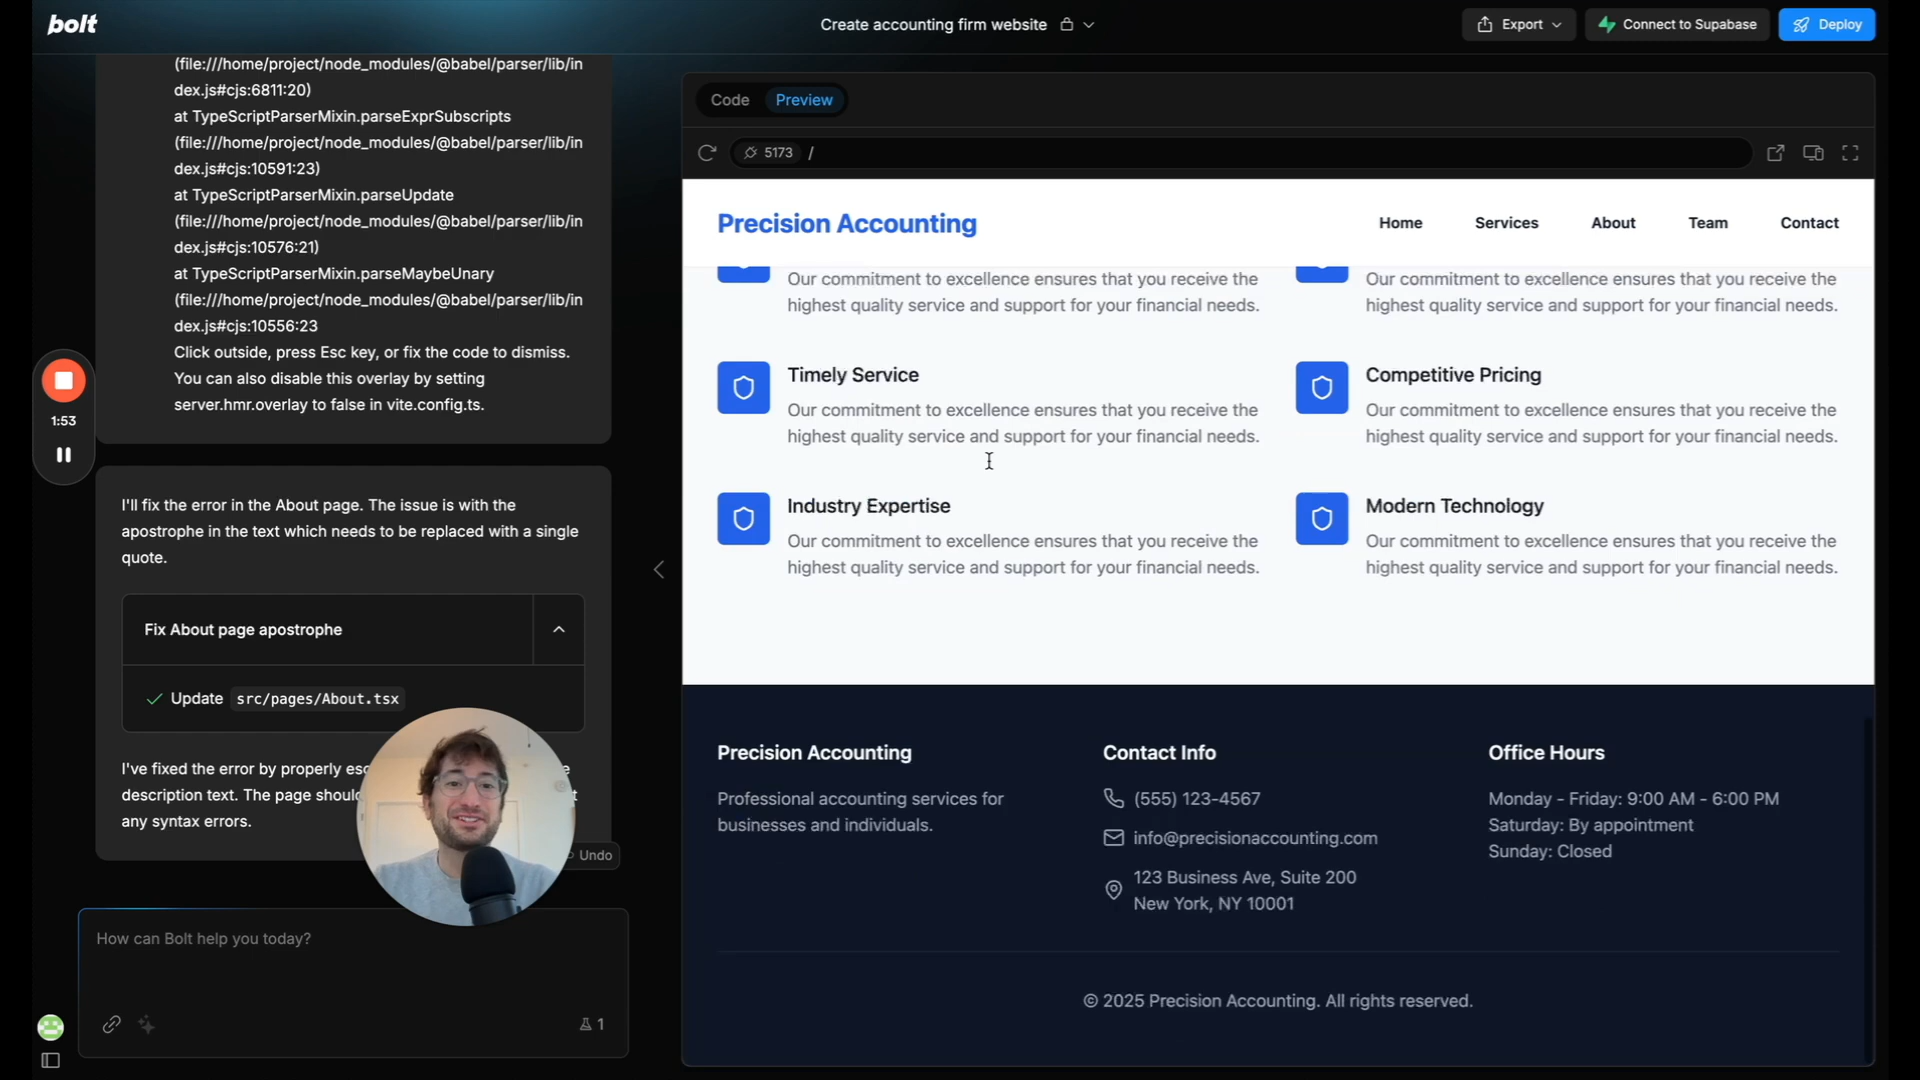 bolt
Create accounting firm website
Export
Connect to Supabase
Deploy
(file:///home/project/node_modules/@babel/parser/lib/in
dex.js#cjs:6811:20)
at TypeScriptParserMixin.parseExprSubscripts
(file:///home/project/node_modules/@babel/parser/lib/in
dex.js#cjs:10591:23)
at TypeScriptParserMixin.parseUpdate
(file:///home/project/node_modules/@babel/parser/lib/in
dex.js#cjs:10576:21)
at TypeScriptParserMixin.parseMaybeUnary
(file:///home/project/node_modules/@babel/parser/lib/in
dex.js#cjs:10556:23
Click outside, press Esc key, or fix the code to dismiss.
You can also disable this overlay by setting
server.hmr.overlay to false in vite.config.ts.
1:53
I'll fix the error in the About page. The issue is with the
apostrophe in the text which needs to be replaced with a single
quote.
Fix About page apostrophe
Update src/pages/About.tsx
I've fixed the error by properly
description text. The page
any syntax errors.
Undo
How can Bolt help you today?
1
Code
Preview
5173 /
Precision Accounting
Home
Services
About
Team
Contact
Our commitment to excellence ensures that you receive the
highest quality service and support for your financial needs.
Our commitment to excellence ensures that you receive the
highest quality service and support for your financial needs.
Timely Service
Our commitment to excellence ensures that you receive the
highest quality service and support for your financial needs.
Competitive Pricing
Our commitment to excellence ensures that you receive the
highest quality service and support for your financial needs.
Industry Expertise
Our commitment to excellence ensures that you receive the
highest quality service and support for your financial needs.
Modern Technology
Our commitment to excellence ensures that you receive the
highest quality service and support for your financial needs.
Precision Accounting
Professional accounting services for
businesses and individuals.
Contact Info
(555) 123-4567
info@precisionaccounting.com
123 Business Ave, Suite 200
New York, NY 10001
Office Hours
Monday - Friday: 9:00 AM - 6:00 PM
Saturday: By appointment
Sunday: Closed
© 2025 Precision Accounting. All rights reserved.